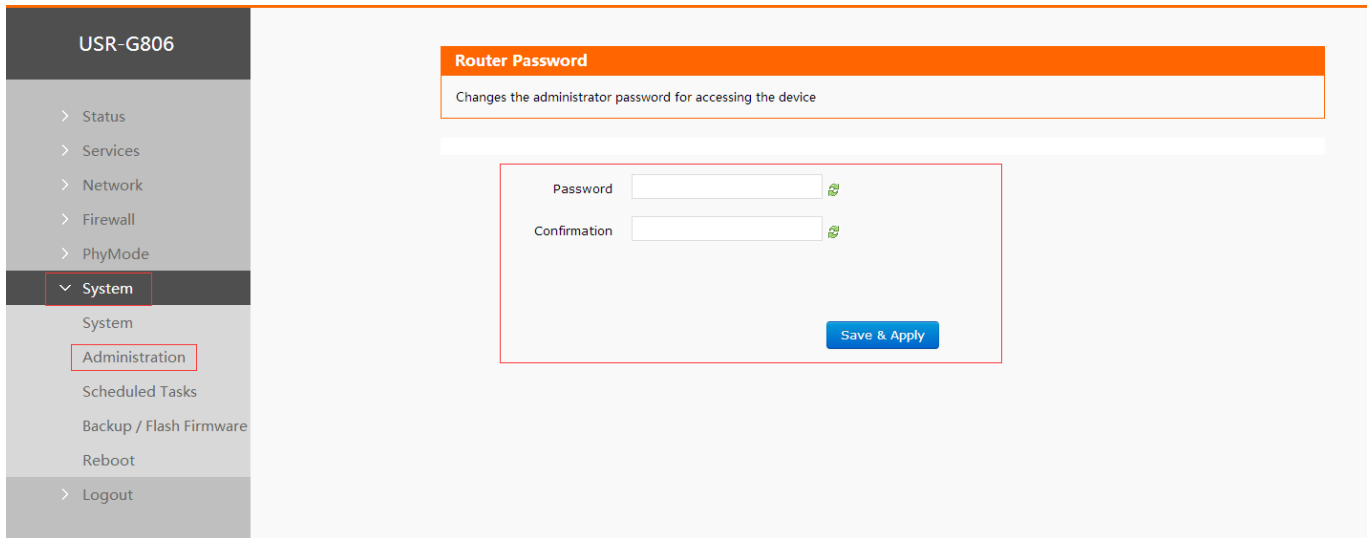 USR-G806
Status
Services
Network
Firewall
PhyMode
System
System
Administration
Scheduled Tasks
Backup / Flash Firmware
Reboot
Logout
Router Password
Changes the administrator password for accessing the device
Password
Confirmation
Save & Apply